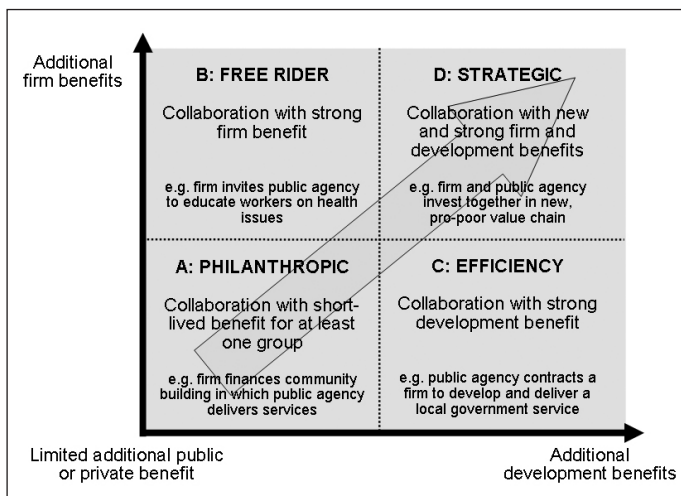 Additional
firm benefits
B: FREE RIDER
Collaboration with strong
firm benefit
e.g. firm invites public agency
to educate workers on health
issues
D: STRATEGIC
Collaboration with new
and strong firm and
development benefits
e.g. firm and public agency
invest together in new,
pro-poor value chain
A: PHILANTHROPIC
Collaboration with short-
lived benefit for at least
one group
e.g. firm finances community
building in which public agency
delivers services
C: EFFICIENCY
Collaboration with strong
development benefit
e.g. public agency contracts a
firm to develop and deliver a
local government service
Limited additional public
or private benefit
Additional
development benefits